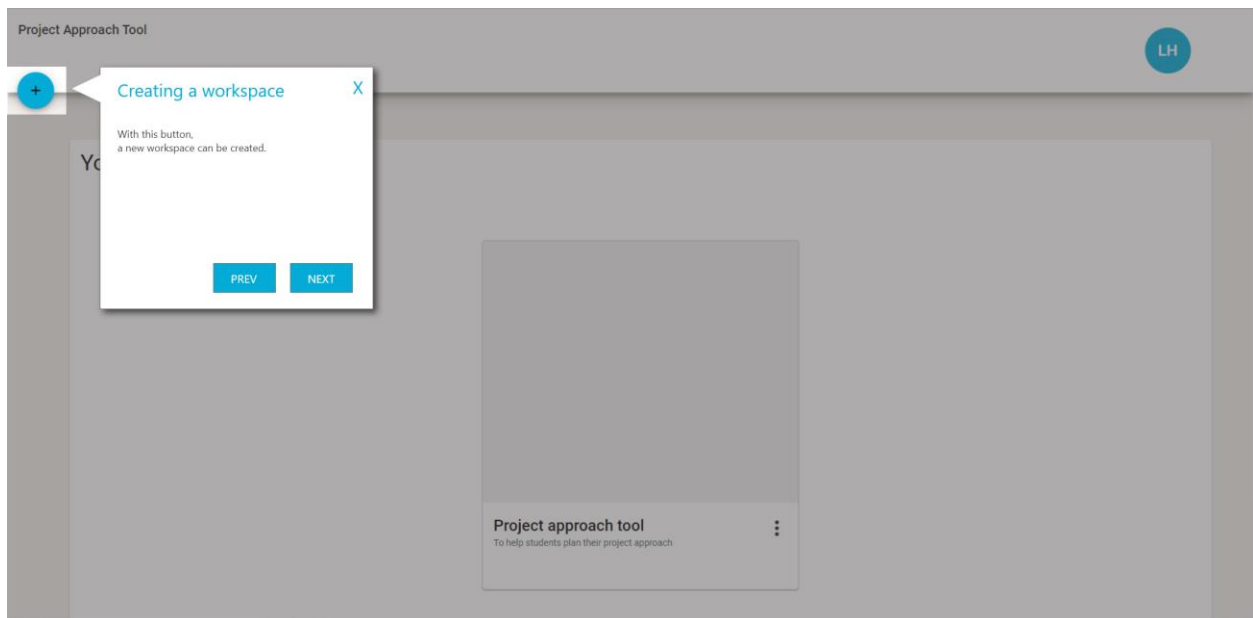 Project Approach Tool
LH
+
Creating a workspace X
With this button,
a new workspace can be created.
Yo
PREV NEXT
Project approach tool
To help students plan their project approach